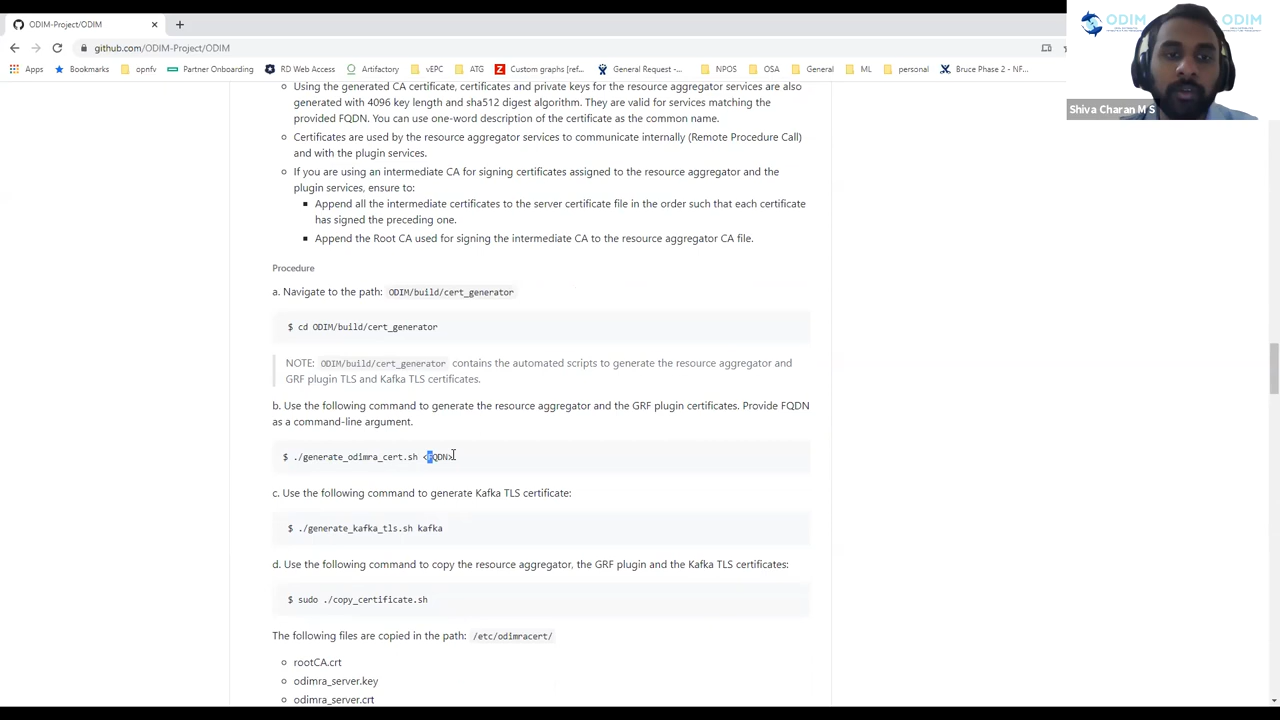 ODIM-Project/ODIM
github.com/ODIM-Project/ODIM
Apps
Bookmarks
opnfv
Partner Onboarding
RD Web Access
Artifactory
vEPC
ATG
Custom graphs [ref...
General Request -...
NPOS
OSA
General
ML
personal
Bruce Phase 2 - NF...
ODIM
ODIM
Shiva Charan M S
Using the generated CA certificate, certificates and private keys for the resource aggregator services are also
generated with 4096 key length and sha512 digest algorithm. They are valid for services matching the
provided FQDN. You can one-word description of the certificate as the common name.
Certificates are used by the resource aggregator services to communicate internally (Remote Procedure Call)
and with the plugin services.
If you are using an intermediate CA for signing certificates assigned to the resource aggregator and the
plugin services, ensure to:
Append all the intermediate certificates to the server certificate file in the order such that each certificate
has signed the preceding one.
Append the Root CA used for signing the intermediate CA to the resource aggregator CA file.
Procedure
a. Navigate to the path: ODIM/build/cert_generator
$ cd ODIM/build/cert_generator
NOTE: ODIM/build/cert_generator contains the automated scripts to generate the resource aggregator and
GRF plugin TLS and Kafka TLS certificates.
b. Use the following command to generate the resource aggregator and the GRF plugin certificates. Provide FQDN
as a command-line argument.
$ ./generate_odimra_cert.sh <FQDN>
c. Use the following command to generate Kafka TLS certificate:
$ ./generate_kafka_tls.sh kafka
d. Use the following command to copy the resource aggregator, the GRF plugin and the Kafka TLS certificates:
$ sudo ./copy_certificate.sh
The following files are copied in the path: /etc/odimracert/
rootCA.crt
odimra_server.key
odimra_server.crt